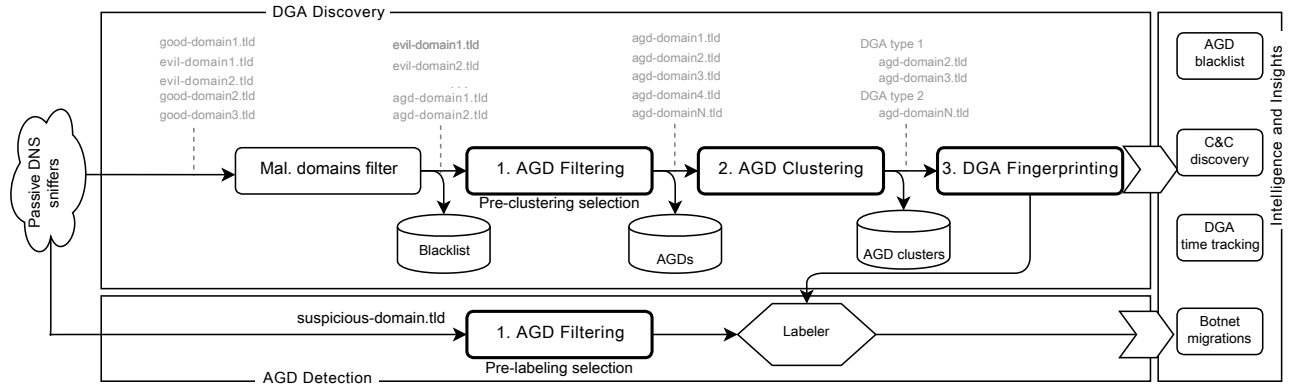 DGA Discovery
good-domain1.tld
evil-domain1.tld
evil-domain2.tld
good-domain2.tld
good-domain3.tld
evil-domain1.tld
evil-domain2.tld
...
agd-domain1.tld
agd-domain2.tld
agd-domain1.tld
agd-domain2.tld
agd-domain3.tld
agd-domain4.tld
agd-domainN.tld
DGA type 1
agd-domain2.tld
agd-domain3.tld
DGA type 2
agd-domainN.tld
Passive DNS
sniffers
Mal. domains filter
1. AGD Filtering
Pre-clustering selection
2. AGD Clustering
3. DGA Fingerprinting
Blacklist
AGDs
AGD clusters
suspicious-domain.tld
1. AGD Filtering
Pre-labeling selection
Labeler
AGD Detection
AGD
blacklist
C&C
discovery
DGA
time tracking
Botnet
migrations
Intelligence and Insights